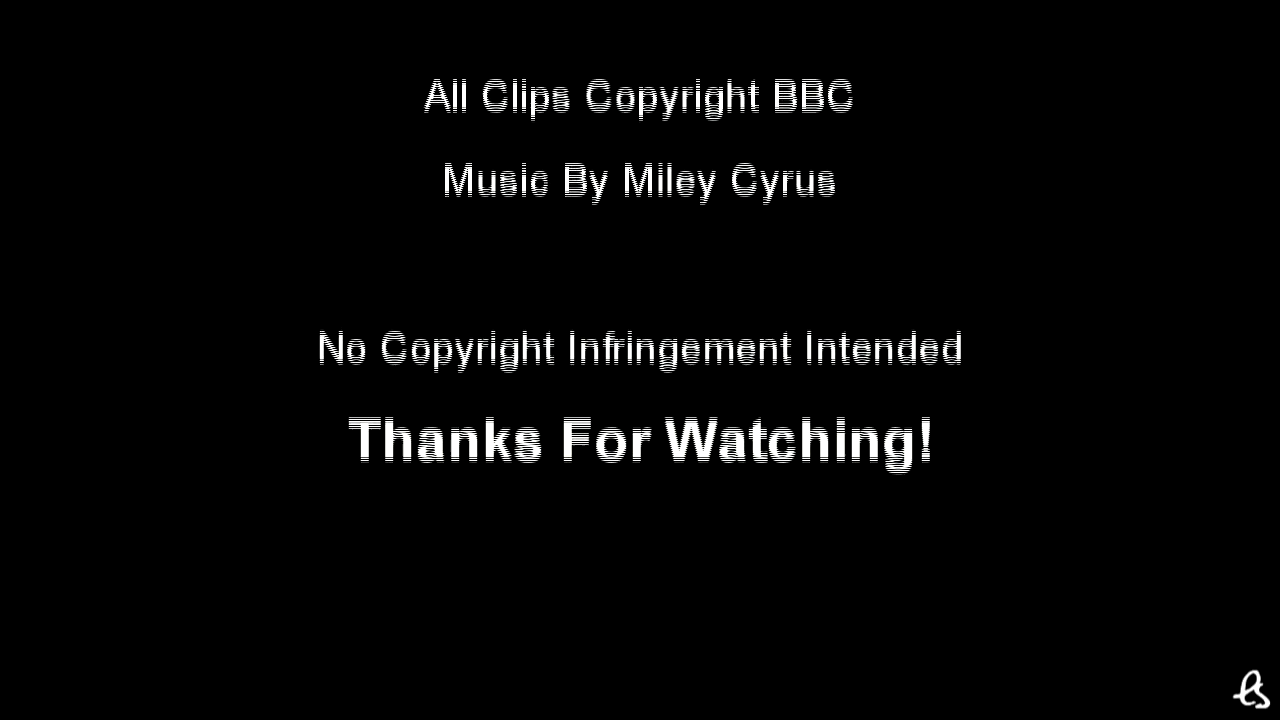 All Clips Copyright BBC
Music By Miley Cyrus
No Copyright Infringement Intended
Thanks For Watching!